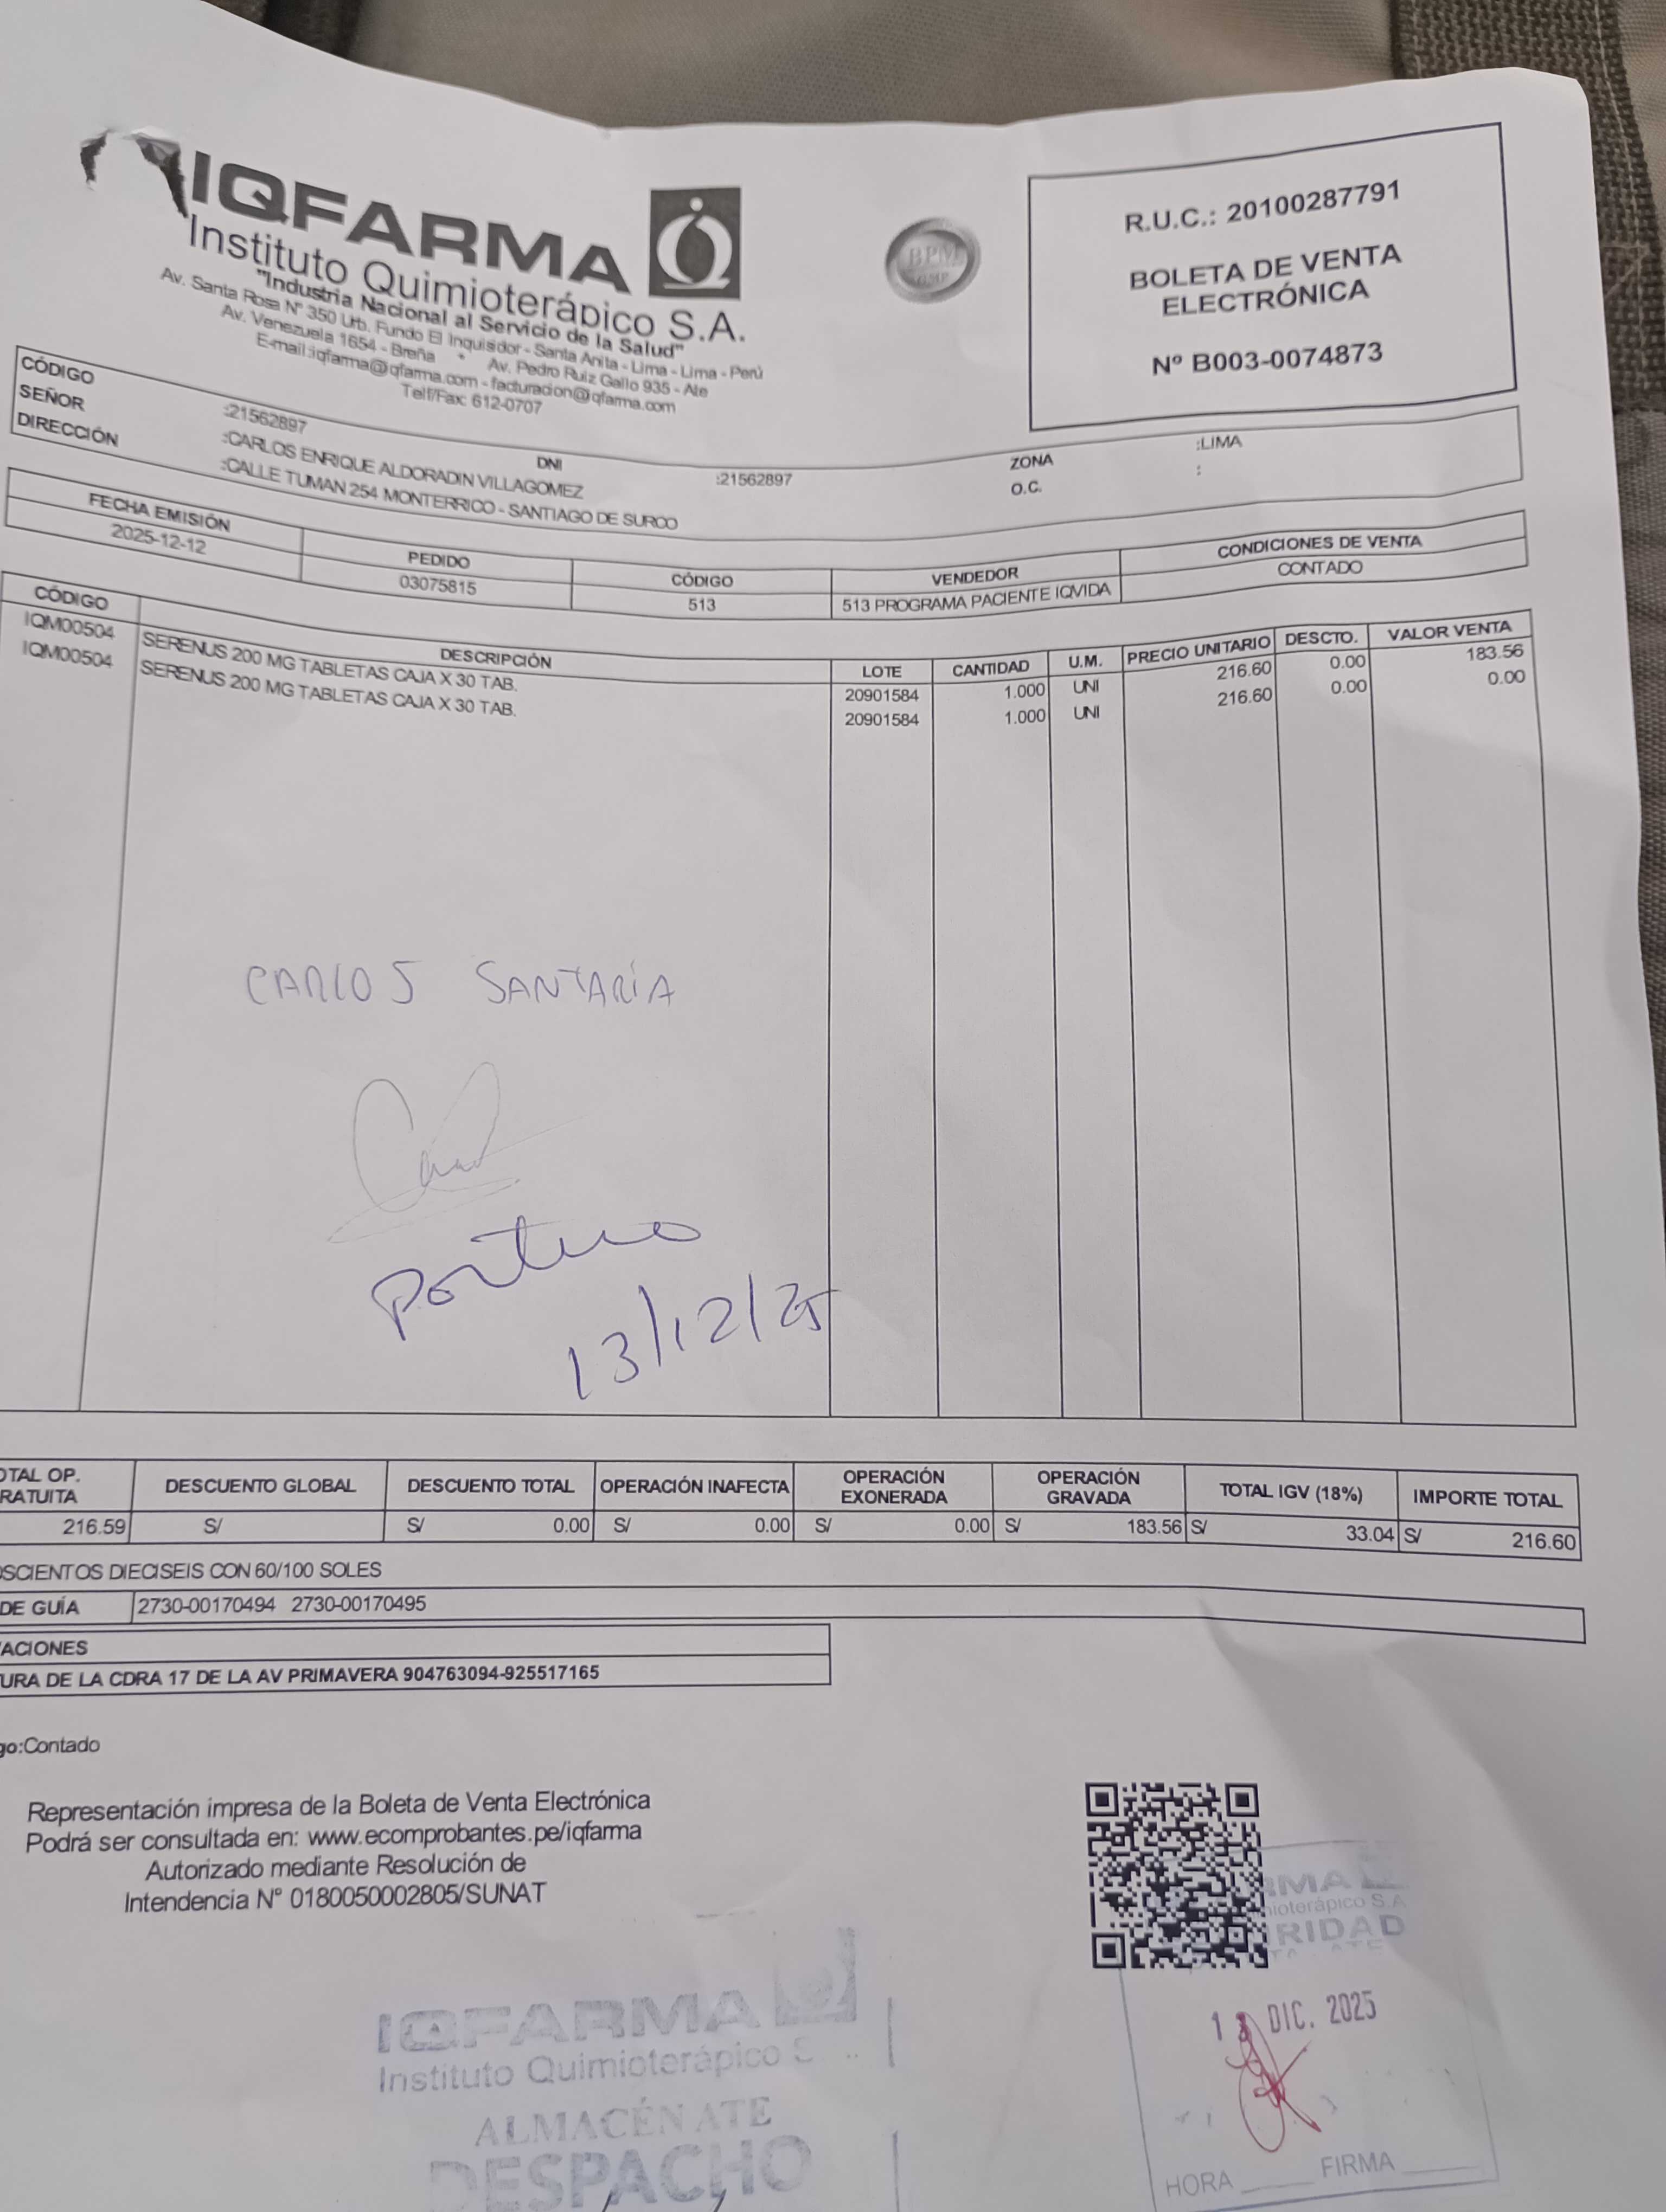 IQFARMA
Instituto Quimioterápico S.A.
"Industria Nacional al Servicio de la Salud"
Av. Santa Rosa N° 350 Urb. Fundo El Inquisidor - Santa Anita - Lima - Lima - Perú
Av. Venezuela 1654 - Breña * Av. Pedro Ruiz Gallo 935 - Ate
E-mail:iqfarma@iqfarma.com - facturacion@iqfarma.com
Telf/Fax: 612-0707
BPM
R.U.C.: 20100287791
BOLETA DE VENTA
ELECTRÓNICA
Nº B003-0074873
CÓDIGO :21562897 DNI :21562897 ZONA :LIMA
SEÑOR :CARLOS ENRIQUE ALDORADIN VILLAGOMEZ O.C. :
DIRECCIÓN :CALLE TUMAN 254 MONTERRICO - SANTIAGO DE SURCO
FECHA EMISIÓN PEDIDO CÓDIGO VENDEDOR CONDICIONES DE VENTA
2025-12-12 03075815 513 513 PROGRAMA PACIENTE IQVIDA CONTADO
CÓDIGO DESCRIPCIÓN LOTE CANTIDAD U.M. PRECIO UNITARIO DESCTO. VALOR VENTA
IQM00504 SERENUS 200 MG TABLETAS CAJA X 30 TAB. 20901584 1.000 UNI 216.60 0.00 183.56
IQM00504 SERENUS 200 MG TABLETAS CAJA X 30 TAB. 20901584 1.000 UNI 216.60 0.00 0.00
CARLOS SANTARÍA
13/12/25
OTAL OP. RATUITA DESCUENTO GLOBAL DESCUENTO TOTAL OPERACIÓN INAFECTA OPERACIÓN EXONERADA OPERACIÓN GRAVADA TOTAL IGV (18%) IMPORTE TOTAL
216.59 S/ S/ 0.00 S/ 0.00 S/ 0.00 S/ 183.56 S/ 33.04 S/ 216.60
OSCIENTOS DIECISEIS CON 60/100 SOLES
DE GUÍA 2730-00170494 2730-00170495
ACIONES
URA DE LA CDRA 17 DE LA AV PRIMAVERA 904763094-925517165
go:Contado
Representación impresa de la Boleta de Venta Electrónica
Podrá ser consultada en: www.ecomprobantes.pe/iqfarma
Autorizado mediante Resolución de
Intendencia N° 0180050002805/SUNAT
RMA
mioterápico S.A
RIDAD
DIC. 2025
HORA FIRMA
IQFARMA
Instituto Quimioterápico S
ALMACÉN ATE
DESPACHO